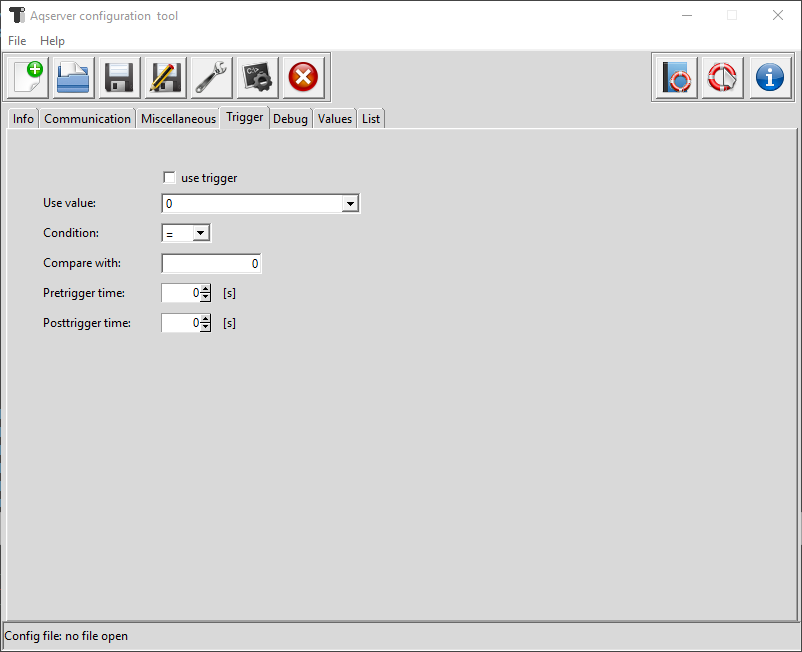 Aqserver configuration  tool
File Help
Info Communication Miscellaneous Trigger Debug Values List
use trigger
Use value: 0
Condition: =
Compare with: 0
Pretrigger time: 0 [s]
Posttrigger time: 0 [s]
Config file: no file open